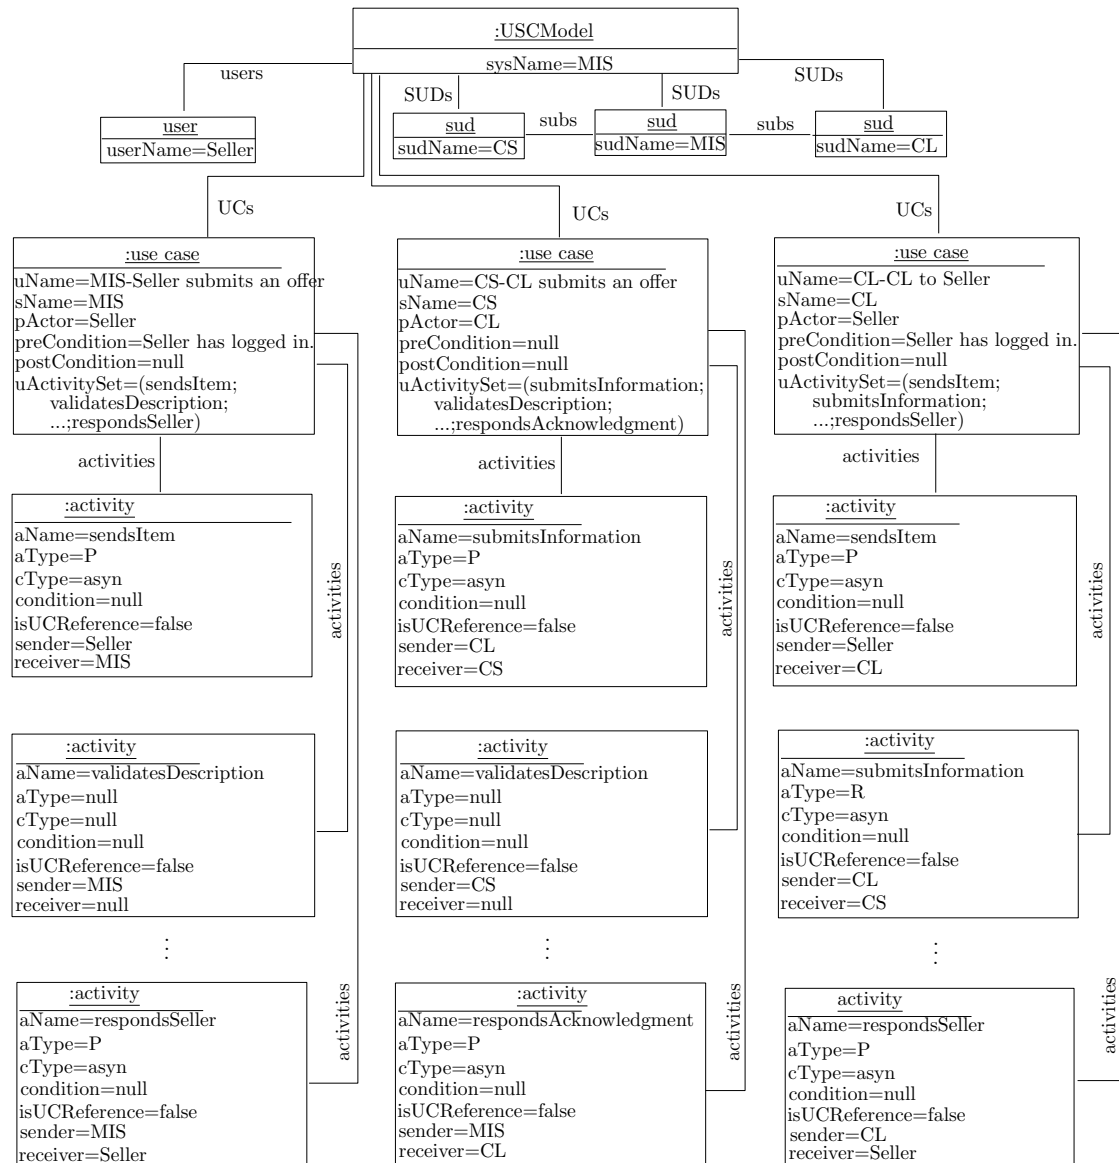 :USCModel
sysName=MIS
users
SUDs
SUDs
SUDs
user
userName=Seller
sud
sudName=CS
subs
sud
sudName=MIS
subs
sud
sudName=CL
UCs
UCs
UCs
:use case
uName=MIS-Seller submits an offer
sName=MIS
pActor=Seller
preCondition=Seller has logged in.
postCondition=null
uActivitySet=(sendsItem;
validatesDescription;
...;respondsSeller)
:use case
uName=CS-CL submits an offer
sName=CS
pActor=CL
preCondition=null
postCondition=null
uActivitySet=(submitsInformation;
validatesDescription;
...;respondsAcknowledgment)
:use case
uName=CL-CL to Seller
sName=CL
pActor=Seller
preCondition=Seller has logged in.
postCondition=null
uActivitySet=(sendsItem;
submitsInformation;
...;respondsSeller)
activities
activities
activities
:activity
aName=sendsItem
aType=P
cType=asyn
condition=null
isUCReference=false
sender=Seller
receiver=MIS
activities
:activity
aName=submitsInformation
aType=P
cType=asyn
condition=null
isUCReference=false
sender=CL
receiver=CS
activities
:activity
aName=sendsItem
aType=P
cType=asyn
condition=null
isUCReference=false
sender=Seller
receiver=CL
activities
:activity
aName=validatesDescription
aType=null
cType=null
condition=null
isUCReference=false
sender=MIS
receiver=null
:activity
aName=validatesDescription
aType=null
cType=null
condition=null
isUCReference=false
sender=CS
receiver=null
:activity
aName=submitsInformation
aType=R
cType=asyn
condition=null
isUCReference=false
sender=CL
receiver=CS
⋮
⋮
⋮
:activity
aName=respondsSeller
aType=P
cType=asyn
condition=null
isUCReference=false
sender=MIS
receiver=Seller
activities
:activity
aName=respondsAcknowledgment
aType=P
cType=asyn
condition=null
isUCReference=false
sender=MIS
receiver=CL
activities
activity
aName=respondsSeller
aType=P
cType=asyn
condition=null
isUCReference=false
sender=CL
receiver=Seller
activities